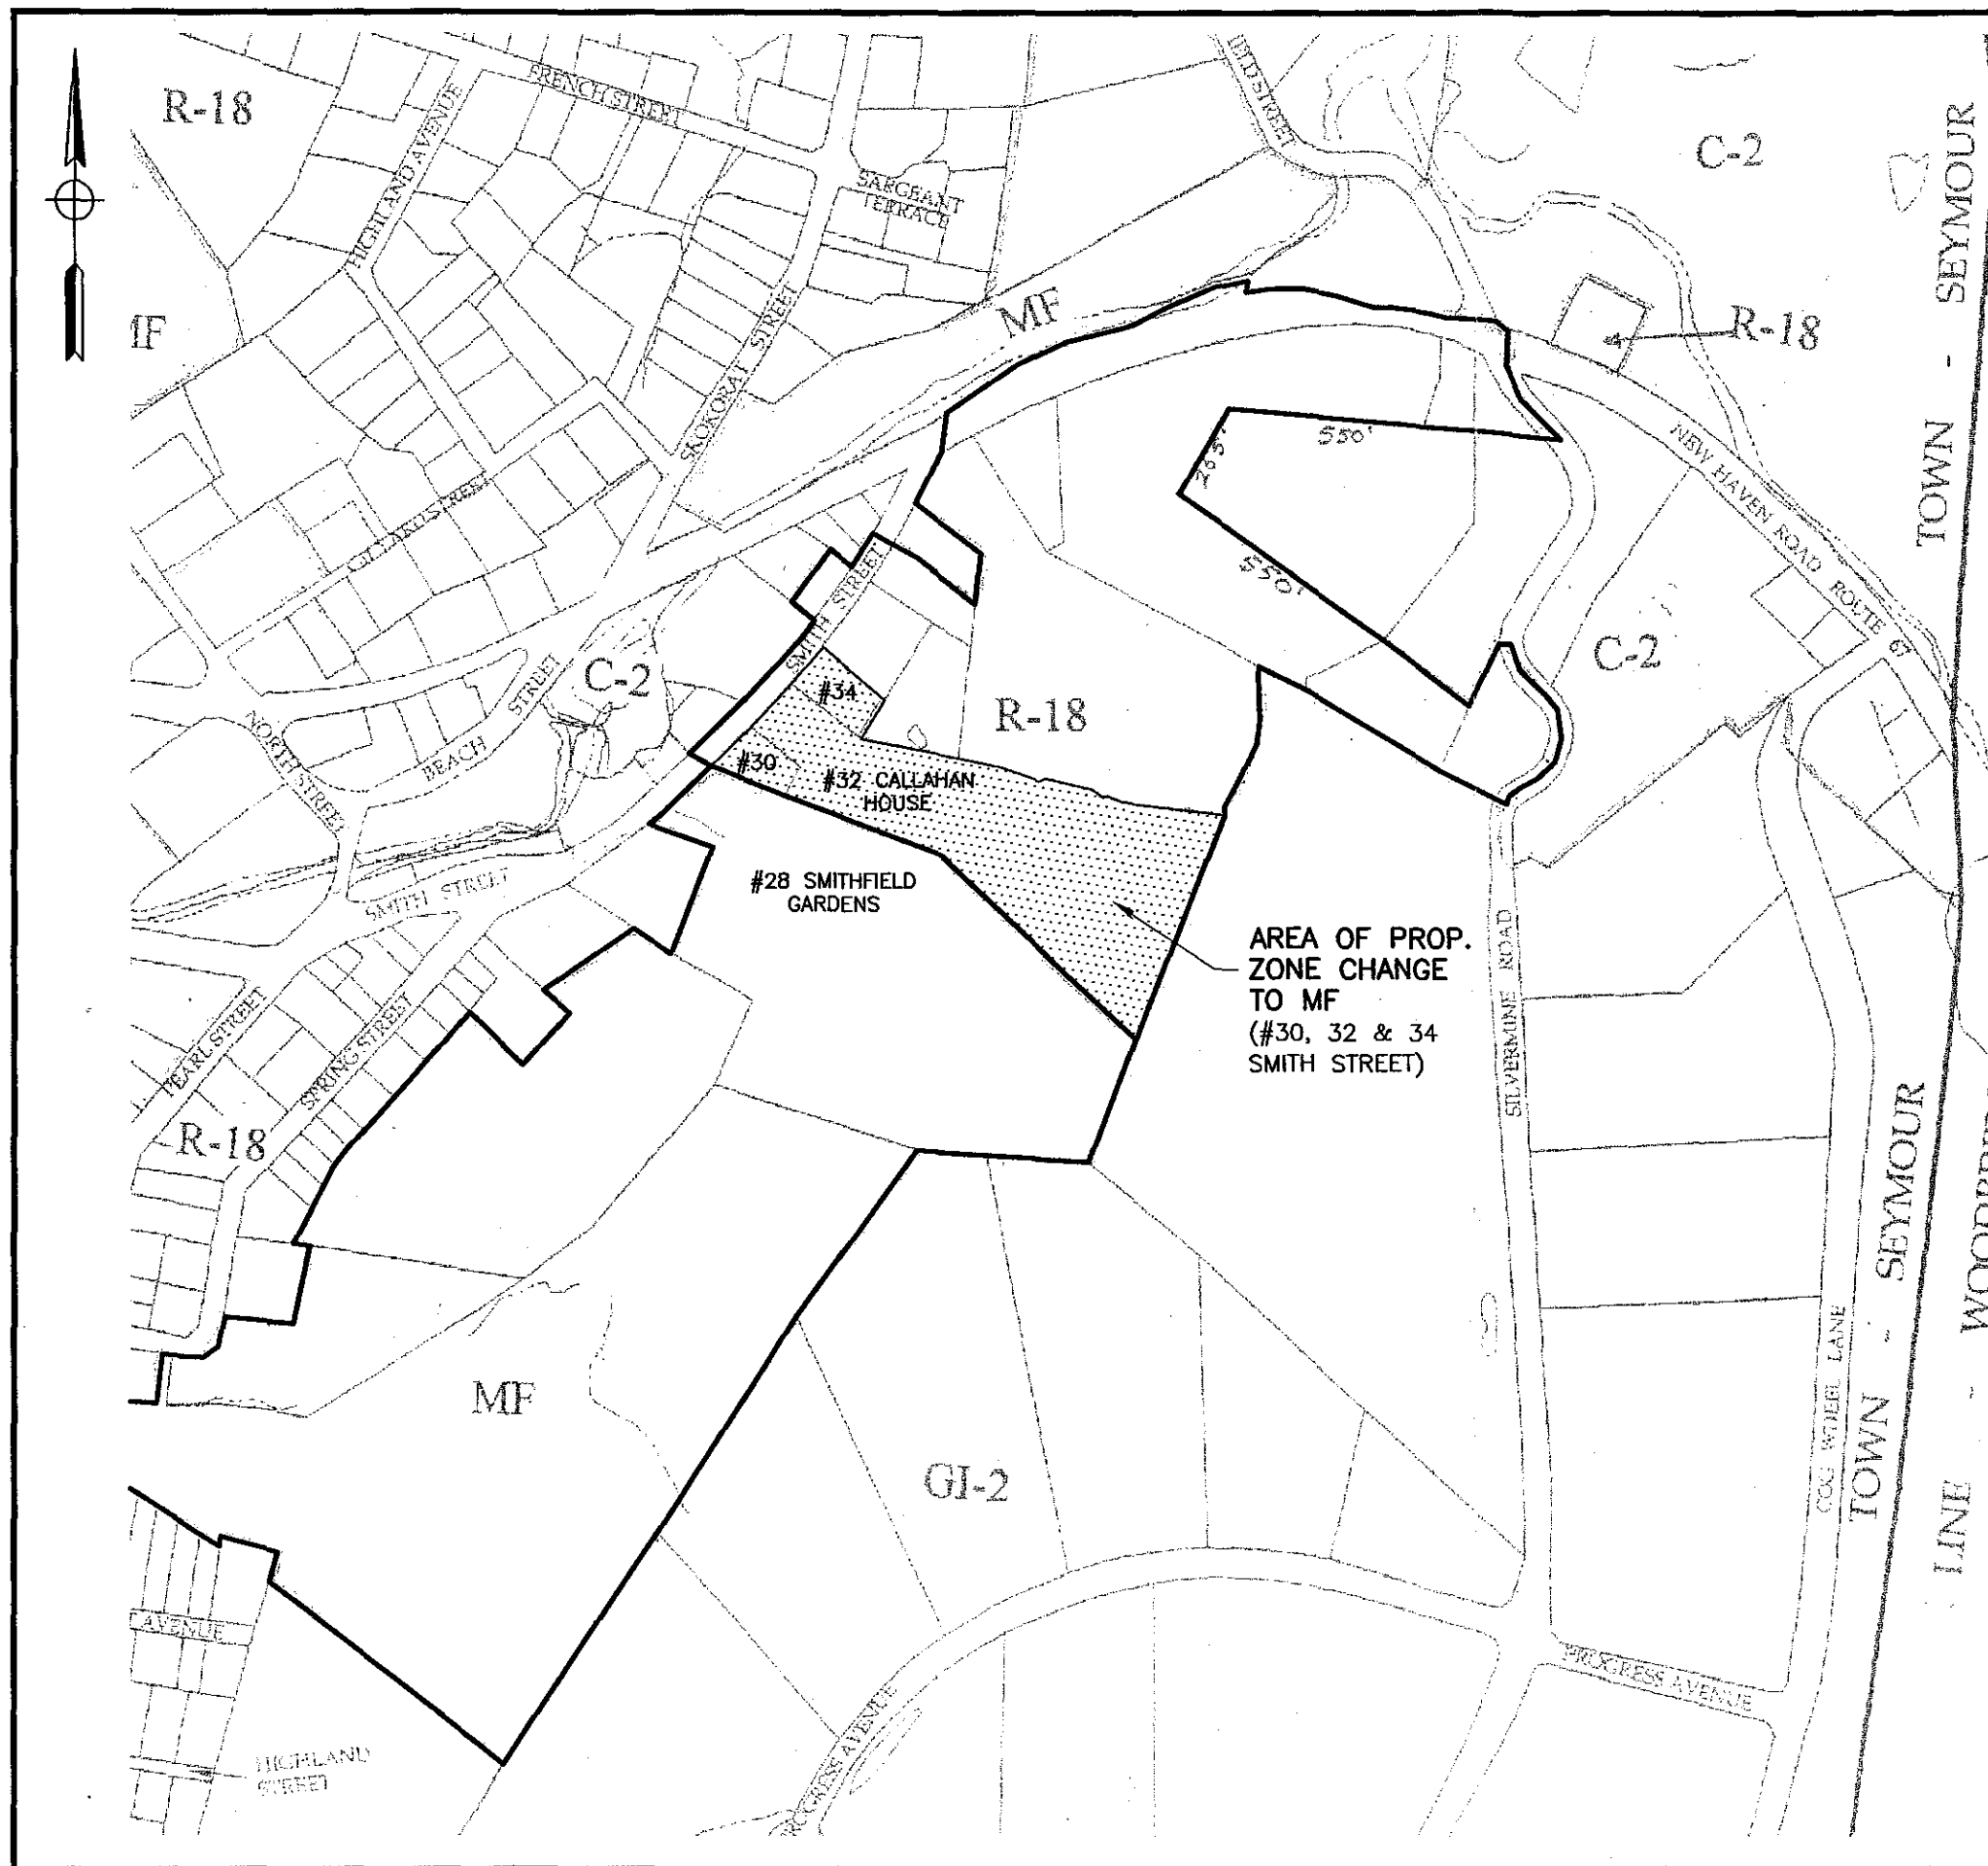 R-18
FRENCH STREET
HIGHLAND AVENUE
SARGEANT
TERRACE
C-2
TOWN - SEYMOUR
MF
R-18
SKOKORAT STREET
550'
265'
550'
NEW HAVEN ROAD ROUTE 67
SMITH STREET
C-2
C-2
R-18
#34
#30
#32 CALLAHAN
HOUSE
NORTH STREET
BEACH STREET
#28 SMITHFIELD
GARDENS
SMITH STREET
AREA OF PROP.
ZONE CHANGE
TO MF
(#30, 32 & 34
SMITH STREET)
SILVERMINE ROAD
PEARL STREET
SPRING STREET
R-18
TOWN - SEYMOUR
LINE -
MF
GI-2
COG WHEEL LANE
AVENUE
PROGRESS AVENUE
PROGRESS AVENUE
HIGHLAND
STREET